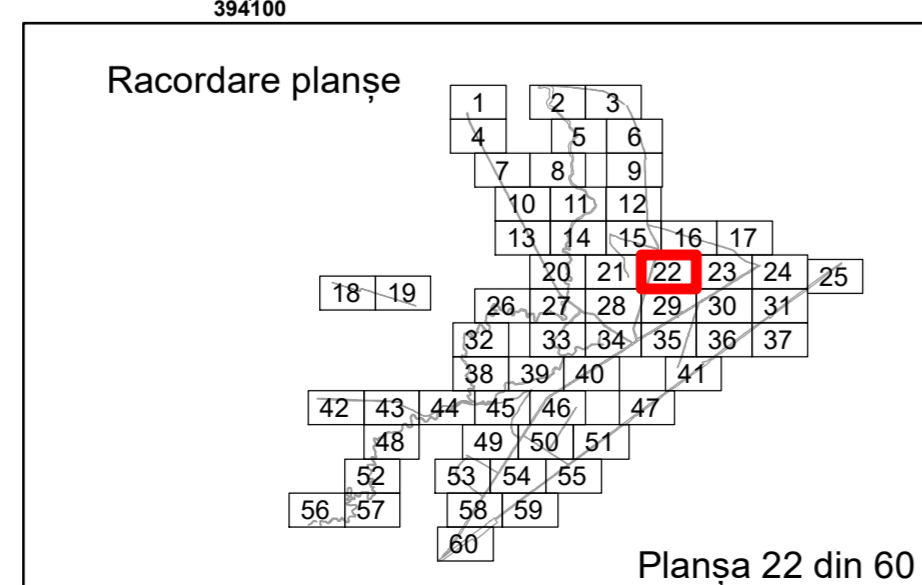 394100
Racordare planșe
1 2 3
4 5 6
7 8 9
10 11 12
13 14 15 16 17
20 21 22 23 24 25
18 19
26 27 28 29 30 31
32 33 34 35 36 37
38 39 40 41
42 43 44 45 46 47
48 49 50 51
52 53 54 55
56 57 58 59
60
Planșa 22 din 60